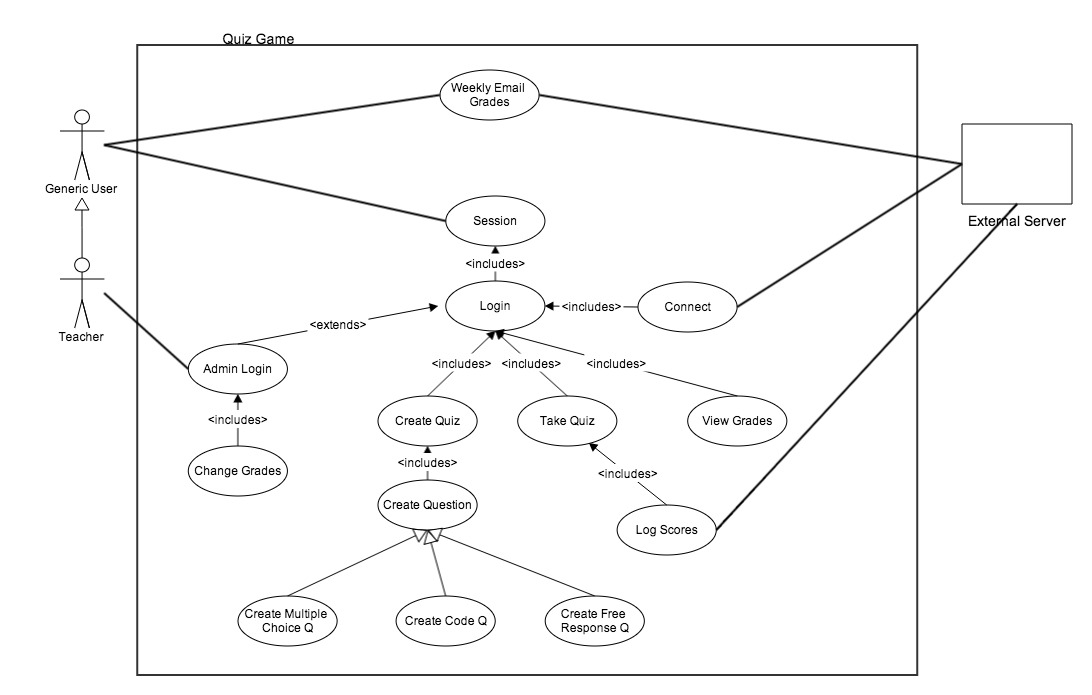 Quiz Game
Weekly Email
Grades
Generic User
Session
External Server
<includes>
Login
<includes>
Connect
<extends>
Teacher
Admin Login
<includes>
<includes>
<includes>
<includes>
Create Quiz
Take Quiz
View Grades
Change Grades
<includes>
<includes>
Create Question
Log Scores
Create Multiple
Choice Q
Create Code Q
Create Free
Response Q